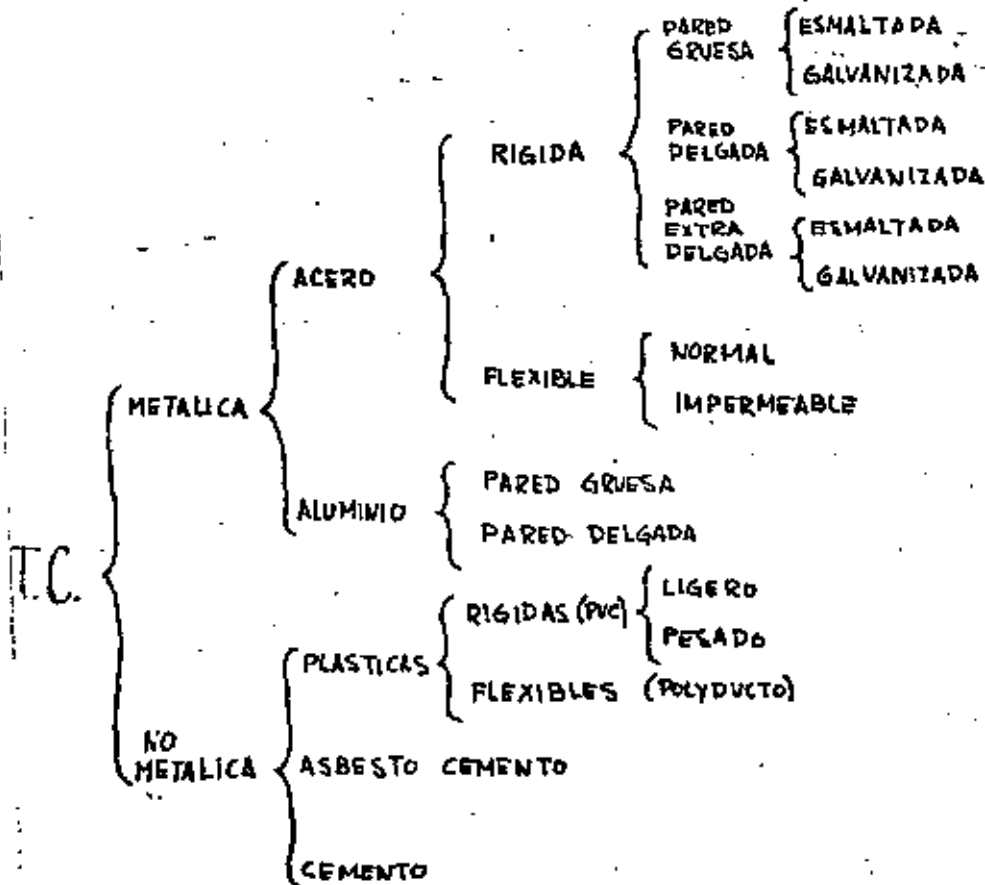 PARED
GRUESA
ESMALTADA
GALVANIZADA
RIGIDA
PARED
DELGADA
ESMALTADA
GALVANIZADA
PARED
EXTRA
DELGADA
ESMALTADA
GALVANIZADA
ACERO
FLEXIBLE
NORMAL
IMPERMEABLE
METALICA
ALUMINIO
PARED GRUESA
PARED DELGADA
T.C.
PLASTICAS
RIGIDAS (PVC)
LIGERO
PESADO
FLEXIBLES (POLYDUCTO)
NO
METALICA
ASBESTO CEMENTO
CEMENTO